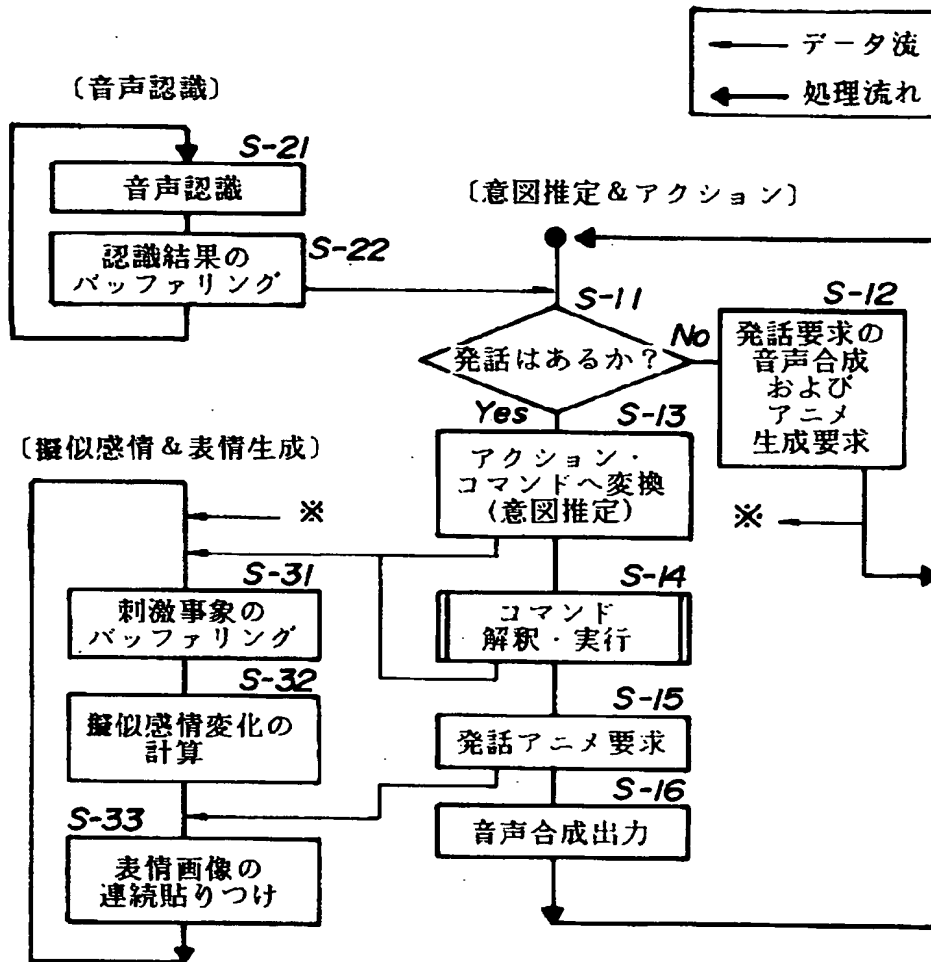 データ流
処理流れ
〔音声認識〕
S-21
音声認識
認識結果の
バッファリング
S-22
〔意図推定&アクション〕
S-11
発話はあるか？
No
Yes
S-12
発話要求の
音声合成
および
アニメ
生成要求
※
S-13
アクション・
コマンドへ変換
(意図推定)
S-14
コマンド
解釈・実行
S-15
発話アニメ要求
S-16
音声合成出力
〔擬似感情&表情生成〕
※
S-31
刺激事象の
バッファリング
S-32
擬似感情変化の
計算
S-33
表情画像の
連続貼りつけ